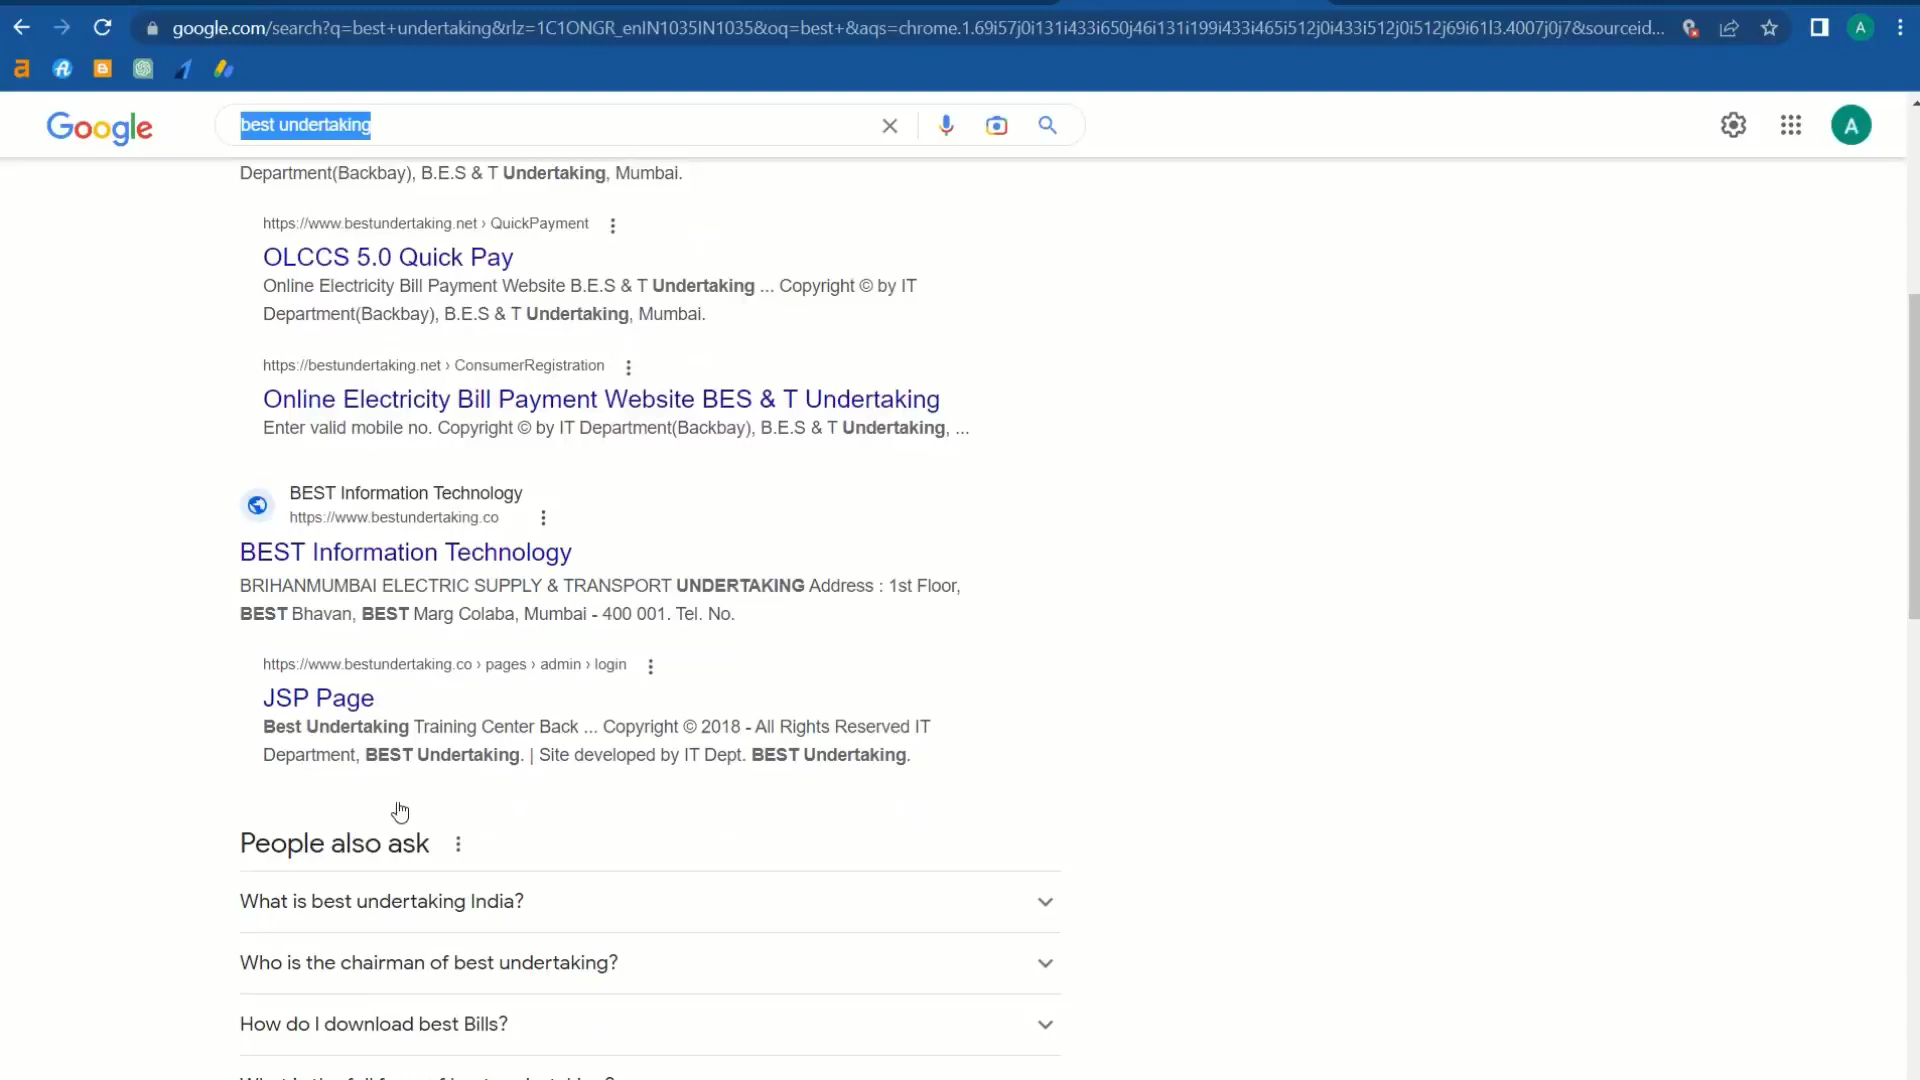 google.com/search?q=best+undertaking&rlz=1C1ONGR_enIN1035IN1035&oq=best+&aqs=chrome.1.69i57j0i131i433i650j46i131i199i433i465i512j0i433i512j0i512j69i61l3.4007j0j7&sourceid...
A
Google
best undertaking
A
Department(Backbay), B.E.S & T Undertaking, Mumbai.
https://www.bestundertaking.net › QuickPayment
OLCCS 5.0 Quick Pay
Online Electricity Bill Payment Website B.E.S & T Undertaking ... Copyright © by IT
Department(Backbay), B.E.S & T Undertaking, Mumbai.
https://bestundertaking.net › ConsumerRegistration
Online Electricity Bill Payment Website BES & T Undertaking
Enter valid mobile no. Copyright © by IT Department(Backbay), B.E.S & T Undertaking, ...
BEST Information Technology
https://www.bestundertaking.co
BEST Information Technology
BRIHANMUMBAI ELECTRIC SUPPLY & TRANSPORT UNDERTAKING Address : 1st Floor,
BEST Bhavan, BEST Marg Colaba, Mumbai - 400 001. Tel. No.
https://www.bestundertaking.co › pages › admin › login
JSP Page
Best Undertaking Training Center Back ... Copyright © 2018 - All Rights Reserved IT
Department, BEST Undertaking. | Site developed by IT Dept. BEST Undertaking.
People also ask
What is best undertaking India?
Who is the chairman of best undertaking?
How do I download best Bills?